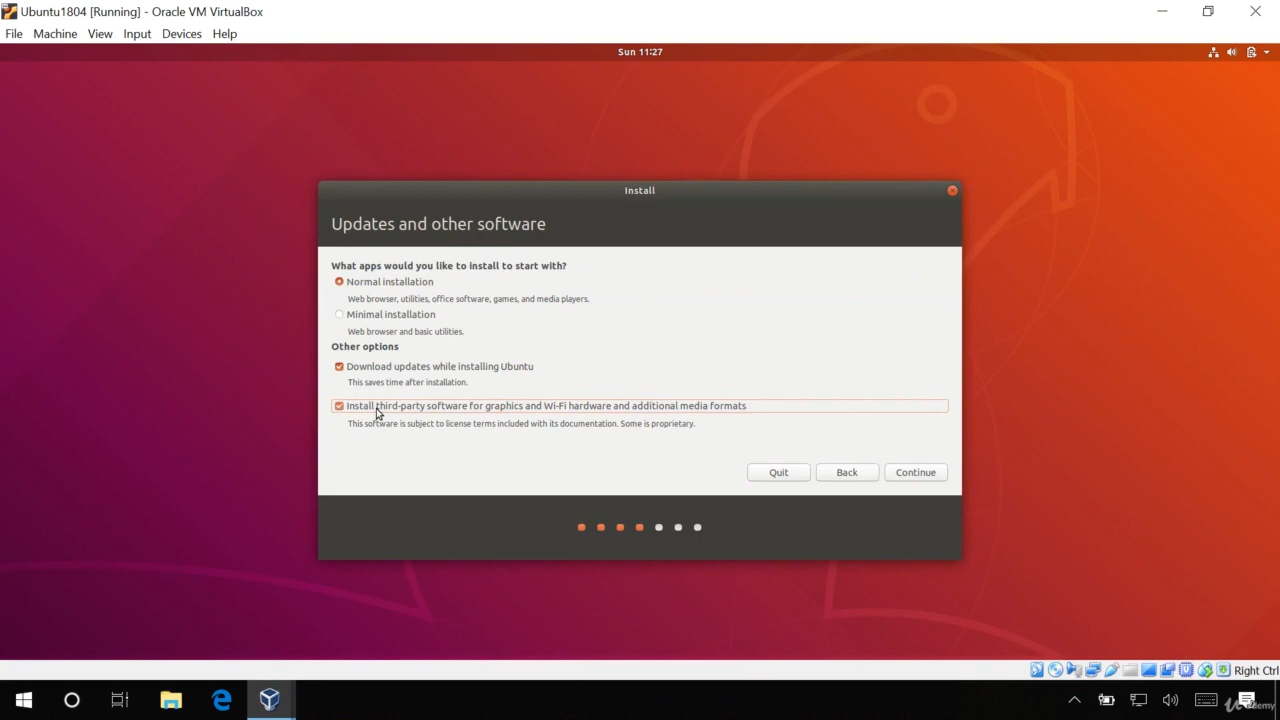 Ubuntu1804 [Running] - Oracle VM VirtualBox
File Machine View Input Devices Help
Sun 11:27
Install
Updates and other software
What apps would you like to install to start with?
Normal installation
Web browser, utilities, office software, games, and media players.
Minimal installation
Web browser and basic utilities.
Other options
Download updates while installing Ubuntu
This saves time after installation.
Install third-party software for graphics and Wi-Fi hardware and additional media formats
This software is subject to license terms included with its documentation. Some is proprietary.
Quit Back Continue
Right Ctrl
Udemy